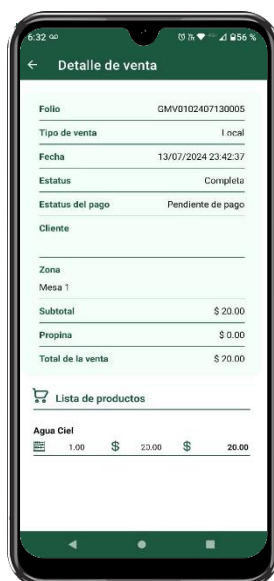 6:32
56 %
Detalle de venta
Folio GMV0102407130005
Tipo de venta Local
Fecha 13/07/2024 23:42:37
Estatus Completa
Estatus del pago Pendiente de pago
Cliente
Zona
Mesa 1
Subtotal $ 20.00
Propina $ 0.00
Total de la venta $ 20.00
Lista de productos
Agua Ciel
1.00 $ 20.00 $ 20.00